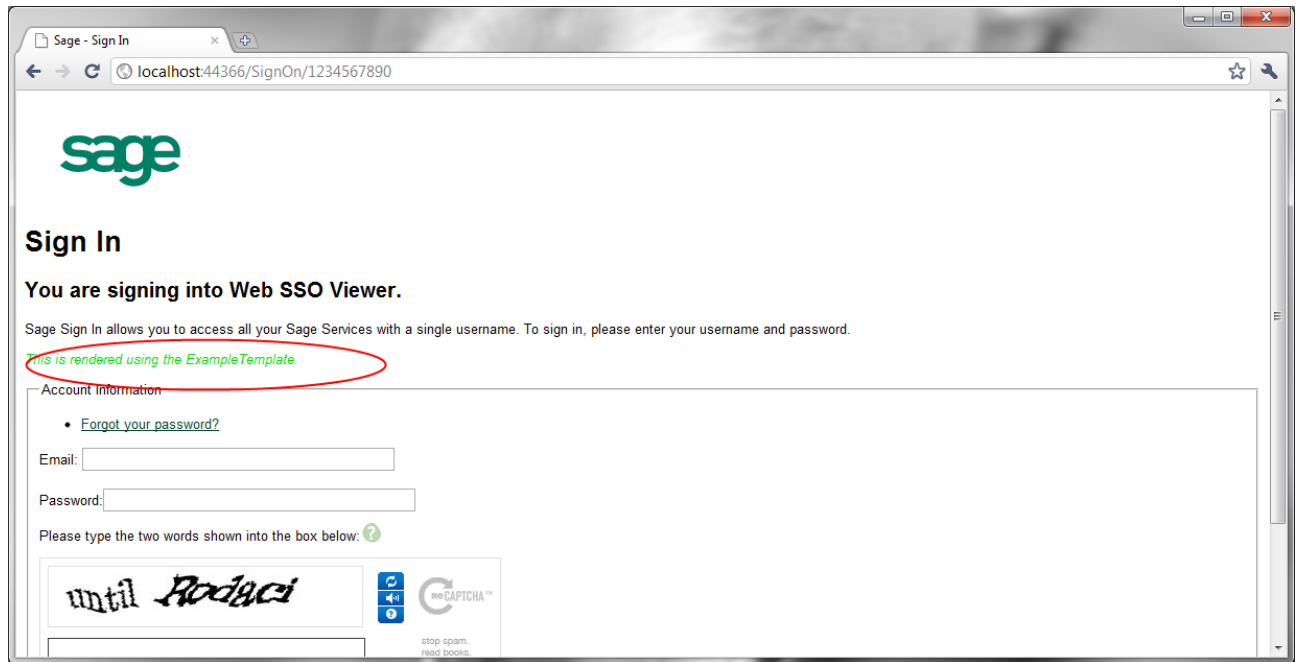 Sage - Sign In
localhost:44366/SignOn/1234567890
sage
Sign In
You are signing into Web SSO Viewer.
Sage Sign In allows you to access all your Sage Services with a single username. To sign in, please enter your username and password.
This is rendered using the ExampleTemplate.
Account Information
Forgot your password?
Email:
Password:
Please type the two words shown into the box below:
until Rodaci
reCAPTCHA™
stop spam.
read books.